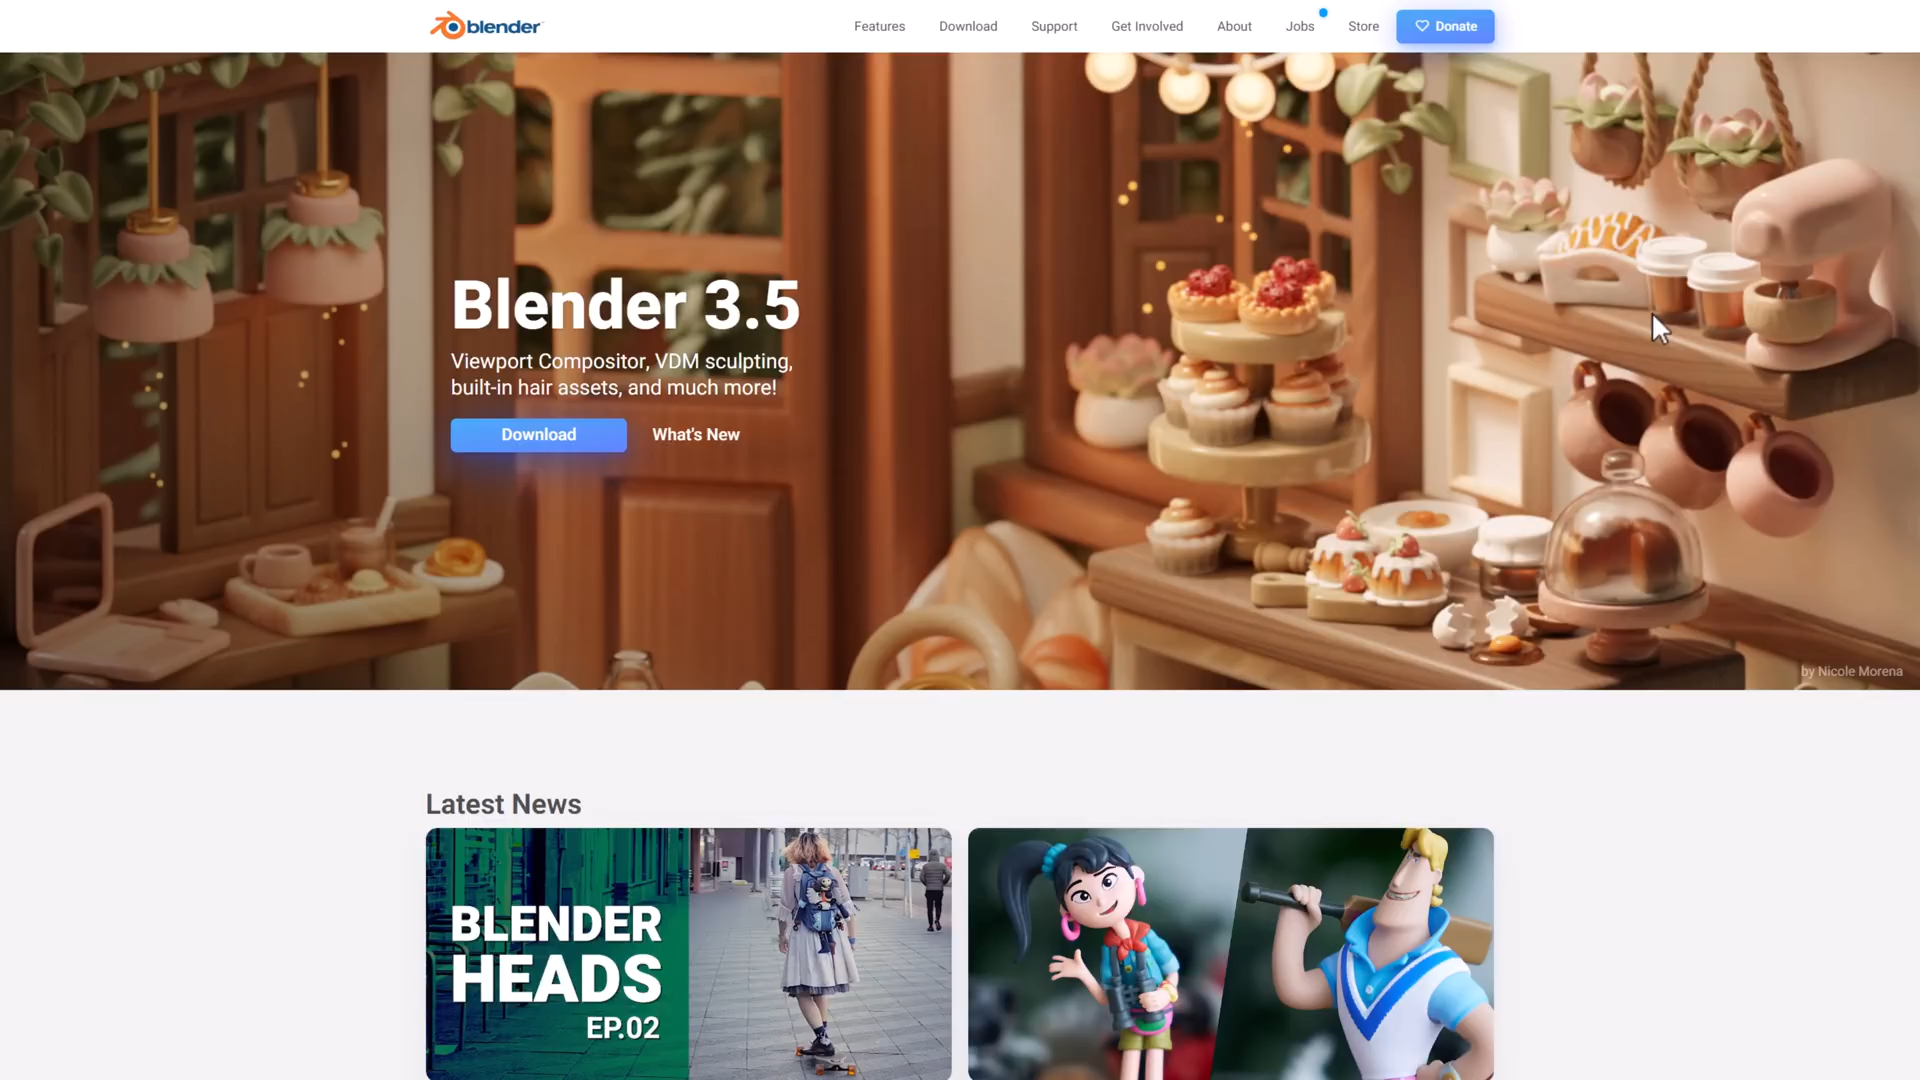 blender
Features
Download
Support
Get Involved
About
Jobs
Store
Donate
Blender 3.5
Viewport Compositor, VDM sculpting,
built-in hair assets, and much more!
Download
What's New
by Nicole Morena
Latest News
BLENDER
HEADS
EP.02